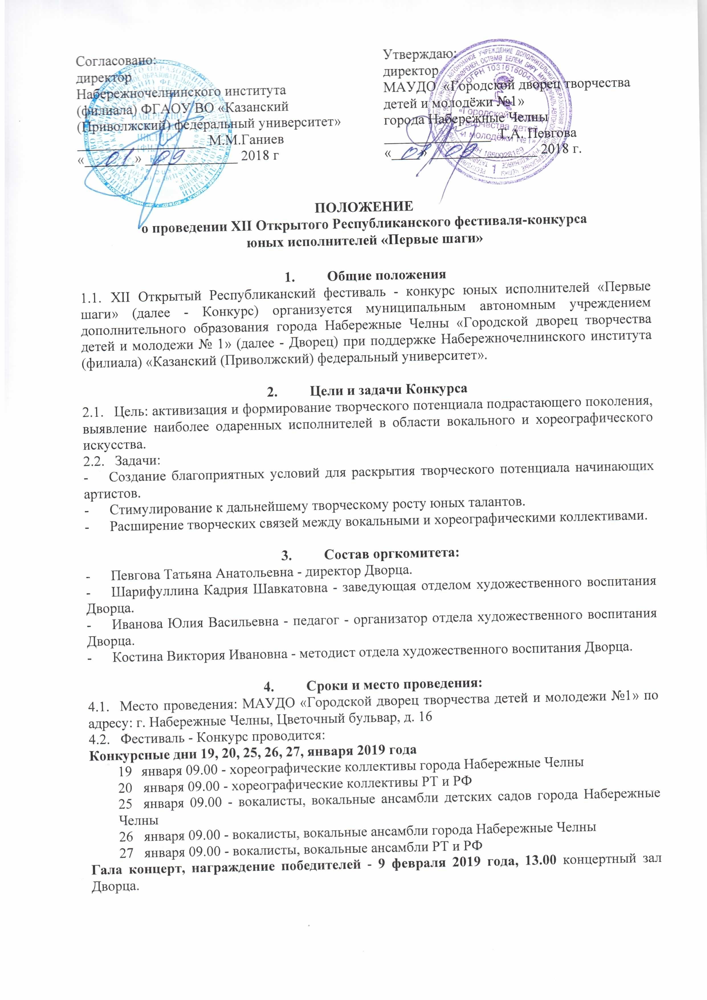 Согласовано:
директор
Набережночелнинского института
(филиала) ФГАОУ ВО «Казанский
(Приволжский) федеральный университет»
М.М.Ганиев
«01» 09 2018 г
Утверждаю:
директор
МАУДО «Городской дворец творчества
детей и молодёжи №1»
города Набережные Челны
Т.А. Певгова
«01» 09 2018 г.
«Городской дворец
творчества детей
и молодёжи №1»
ИНН 1650028189
1
ПОЛОЖЕНИЕ
о проведении XII Открытого Республиканского фестиваля-конкурса
юных исполнителей «Первые шаги»
1. Общие положения
1.1. XII Открытый Республиканский фестиваль - конкурс юных исполнителей «Первые
шаги» (далее - Конкурс) организуется муниципальным автономным учреждением
дополнительного образования города Набережные Челны «Городской дворец творчества
детей и молодежи № 1» (далее - Дворец) при поддержке Набережночелнинского института
(филиала) «Казанский (Приволжский) федеральный университет».
2. Цели и задачи Конкурса
2.1. Цель: активизация и формирование творческого потенциала подрастающего поколения,
выявление наиболее одаренных исполнителей в области вокального и хореографического
искусства.
2.2. Задачи:
- Создание благоприятных условий для раскрытия творческого потенциала начинающих
артистов.
- Стимулирование к дальнейшему творческому росту юных талантов.
- Расширение творческих связей между вокальными и хореографическими коллективами.
3. Состав оргкомитета:
- Певгова Татьяна Анатольевна - директор Дворца.
- Шарифуллина Кадрия Шавкатовна - заведующая отделом художественного воспитания
Дворца.
- Иванова Юлия Васильевна - педагог - организатор отдела художественного воспитания
Дворца.
- Костина Виктория Ивановна - методист отдела художественного воспитания Дворца.
4. Сроки и место проведения:
4.1. Место проведения: МАУДО «Городской дворец творчества детей и молодежи №1» по
адресу: г. Набережные Челны, Цветочный бульвар, д. 16
4.2. Фестиваль - Конкурс проводится:
Конкурсные дни 19, 20, 25, 26, 27, января 2019 года
19 января 09.00 - хореографические коллективы города Набережные Челны
20 января 09.00 - хореографические коллективы РТ и РФ
25 января 09.00 - вокалисты, вокальные ансамбли детских садов города Набережные
Челны
26 января 09.00 - вокалисты, вокальные ансамбли города Набережные Челны
27 января 09.00 - вокалисты, вокальные ансамбли РТ и РФ
Гала концерт, награждение победителей - 9 февраля 2019 года, 13.00 концертный зал
Дворца.